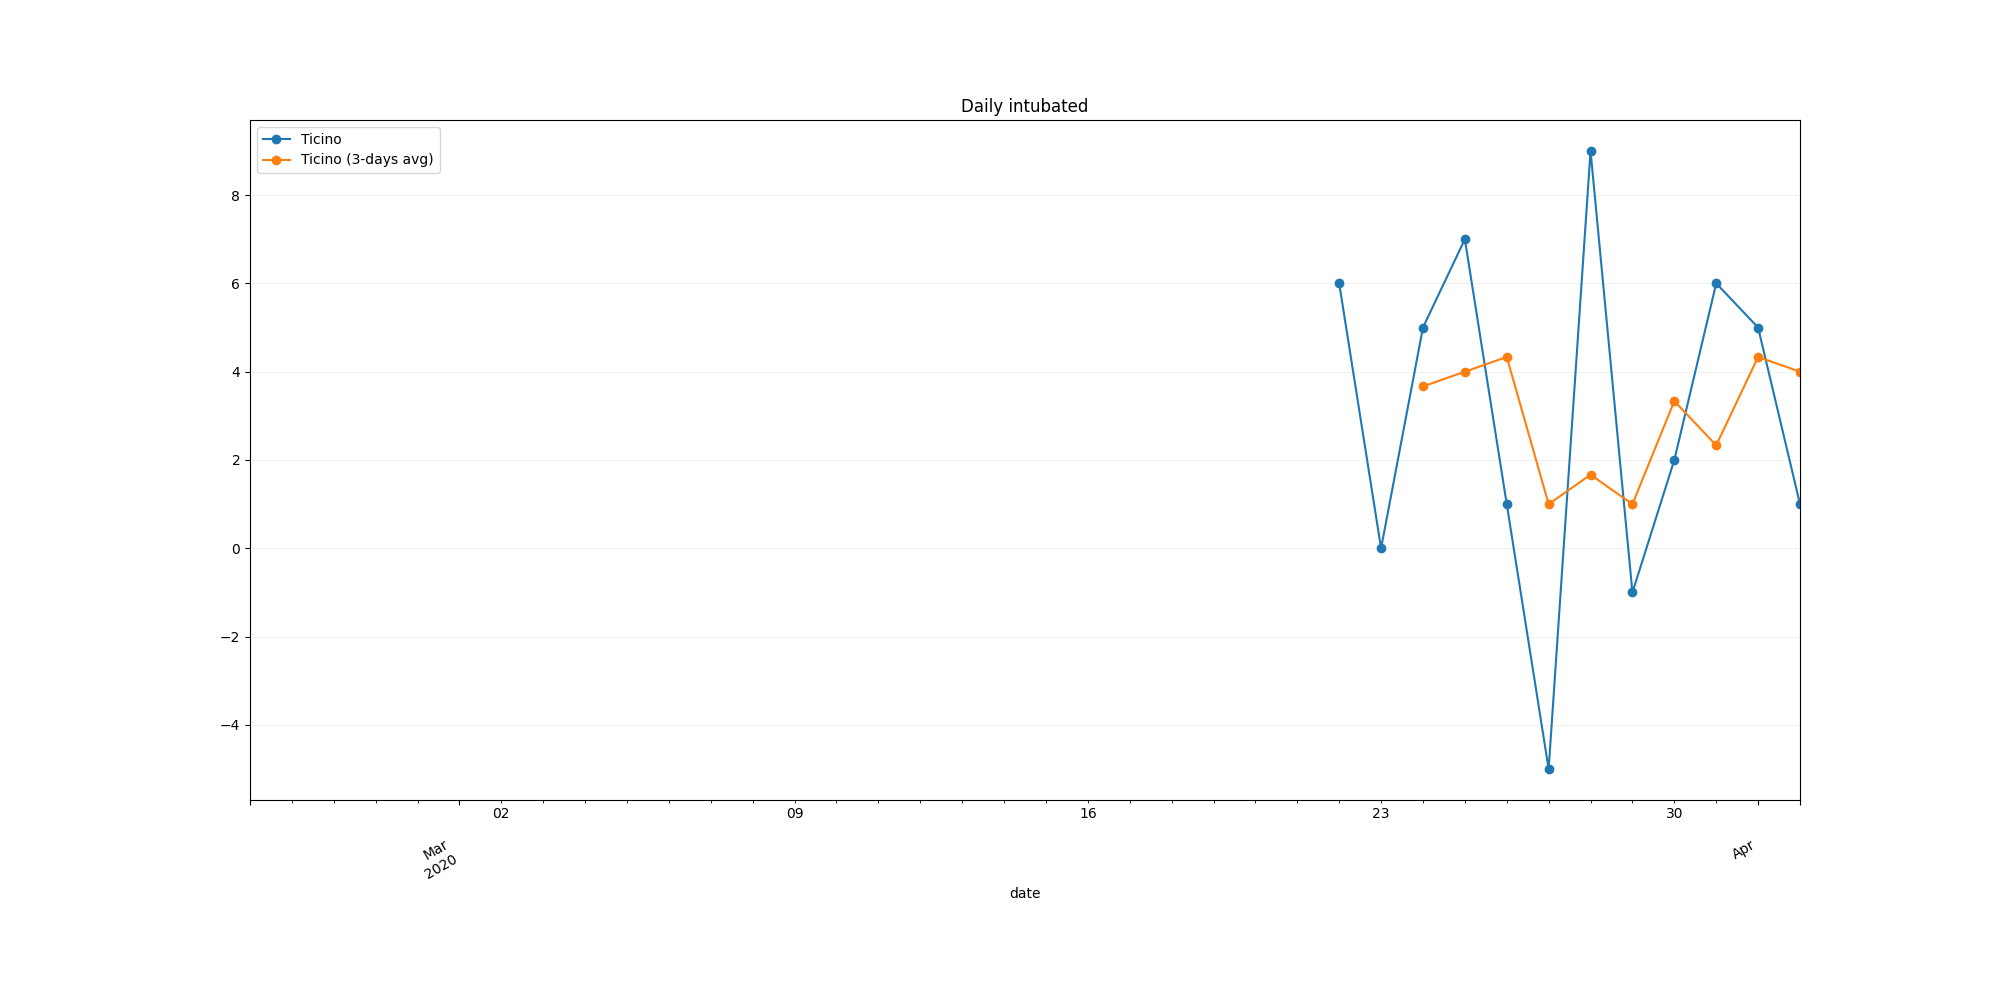 Daily intubated
Ticino
Ticino (3-days avg)
8
6
4
2
0
−2
−4
02
09
16
23
30
Mar
2020
Apr
date